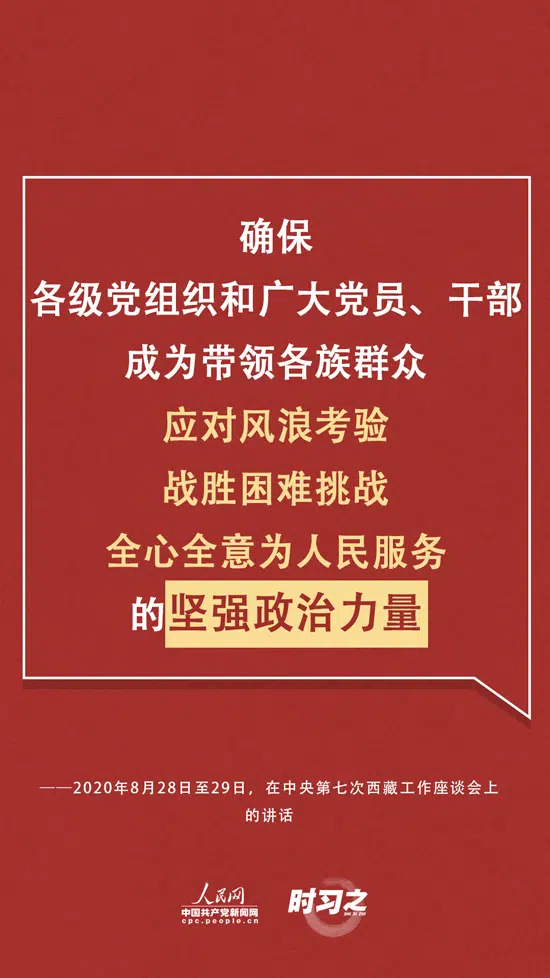 确保
各级党组织和广大党员、干部
成为带领各族群众
应对风浪考验
战胜困难挑战
全心全意为人民服务
的坚强政治力量
——2020年8月28日至29日，在中央第七次西藏工作座谈会上
的讲话
人民网
中国共产党新闻网
cpc.people.cn
时习之
SHI XI ZHI